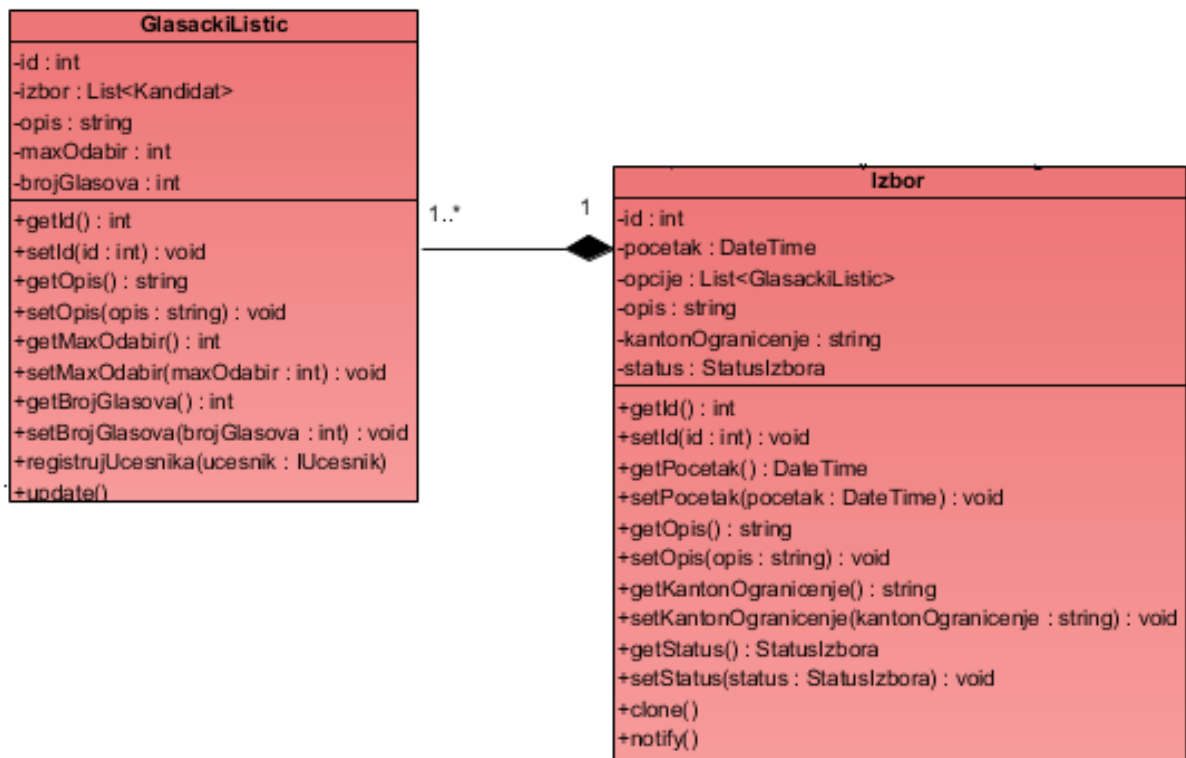 GlasackiListic
-id : int
-izbor : List<Kandidat>
-opis : string
-maxOdabir : int
-brojGlasova : int
+getId() : int
+setId(id : int) : void
+getOpis() : string
+setOpis(opis : string) : void
+getMaxOdabir() : int
+setMaxOdabir(maxOdabir : int) : void
+getBrojGlasova() : int
+setBrojGlasova(brojGlasova : int) : void
+registrujUcesnika(ucesnik : IUcesnik)
+update()
1..*
1
Izbor
-id : int
-pocetak : DateTime
-opcije : List<GlasackiListic>
-opis : string
-kantonOgranicenje : string
-status : StatusIzbora
+getId() : int
+setId(id : int) : void
+getPocetak() : DateTime
+setPocetak(pocetak : DateTime) : void
+getOpis() : string
+setOpis(opis : string) : void
+getKantonOgranicenje() : string
+setKantonOgranicenje(kantonOgranicenje : string) : void
+getStatus() : StatusIzbora
+setStatus(status : StatusIzbora) : void
+clone()
+notify()